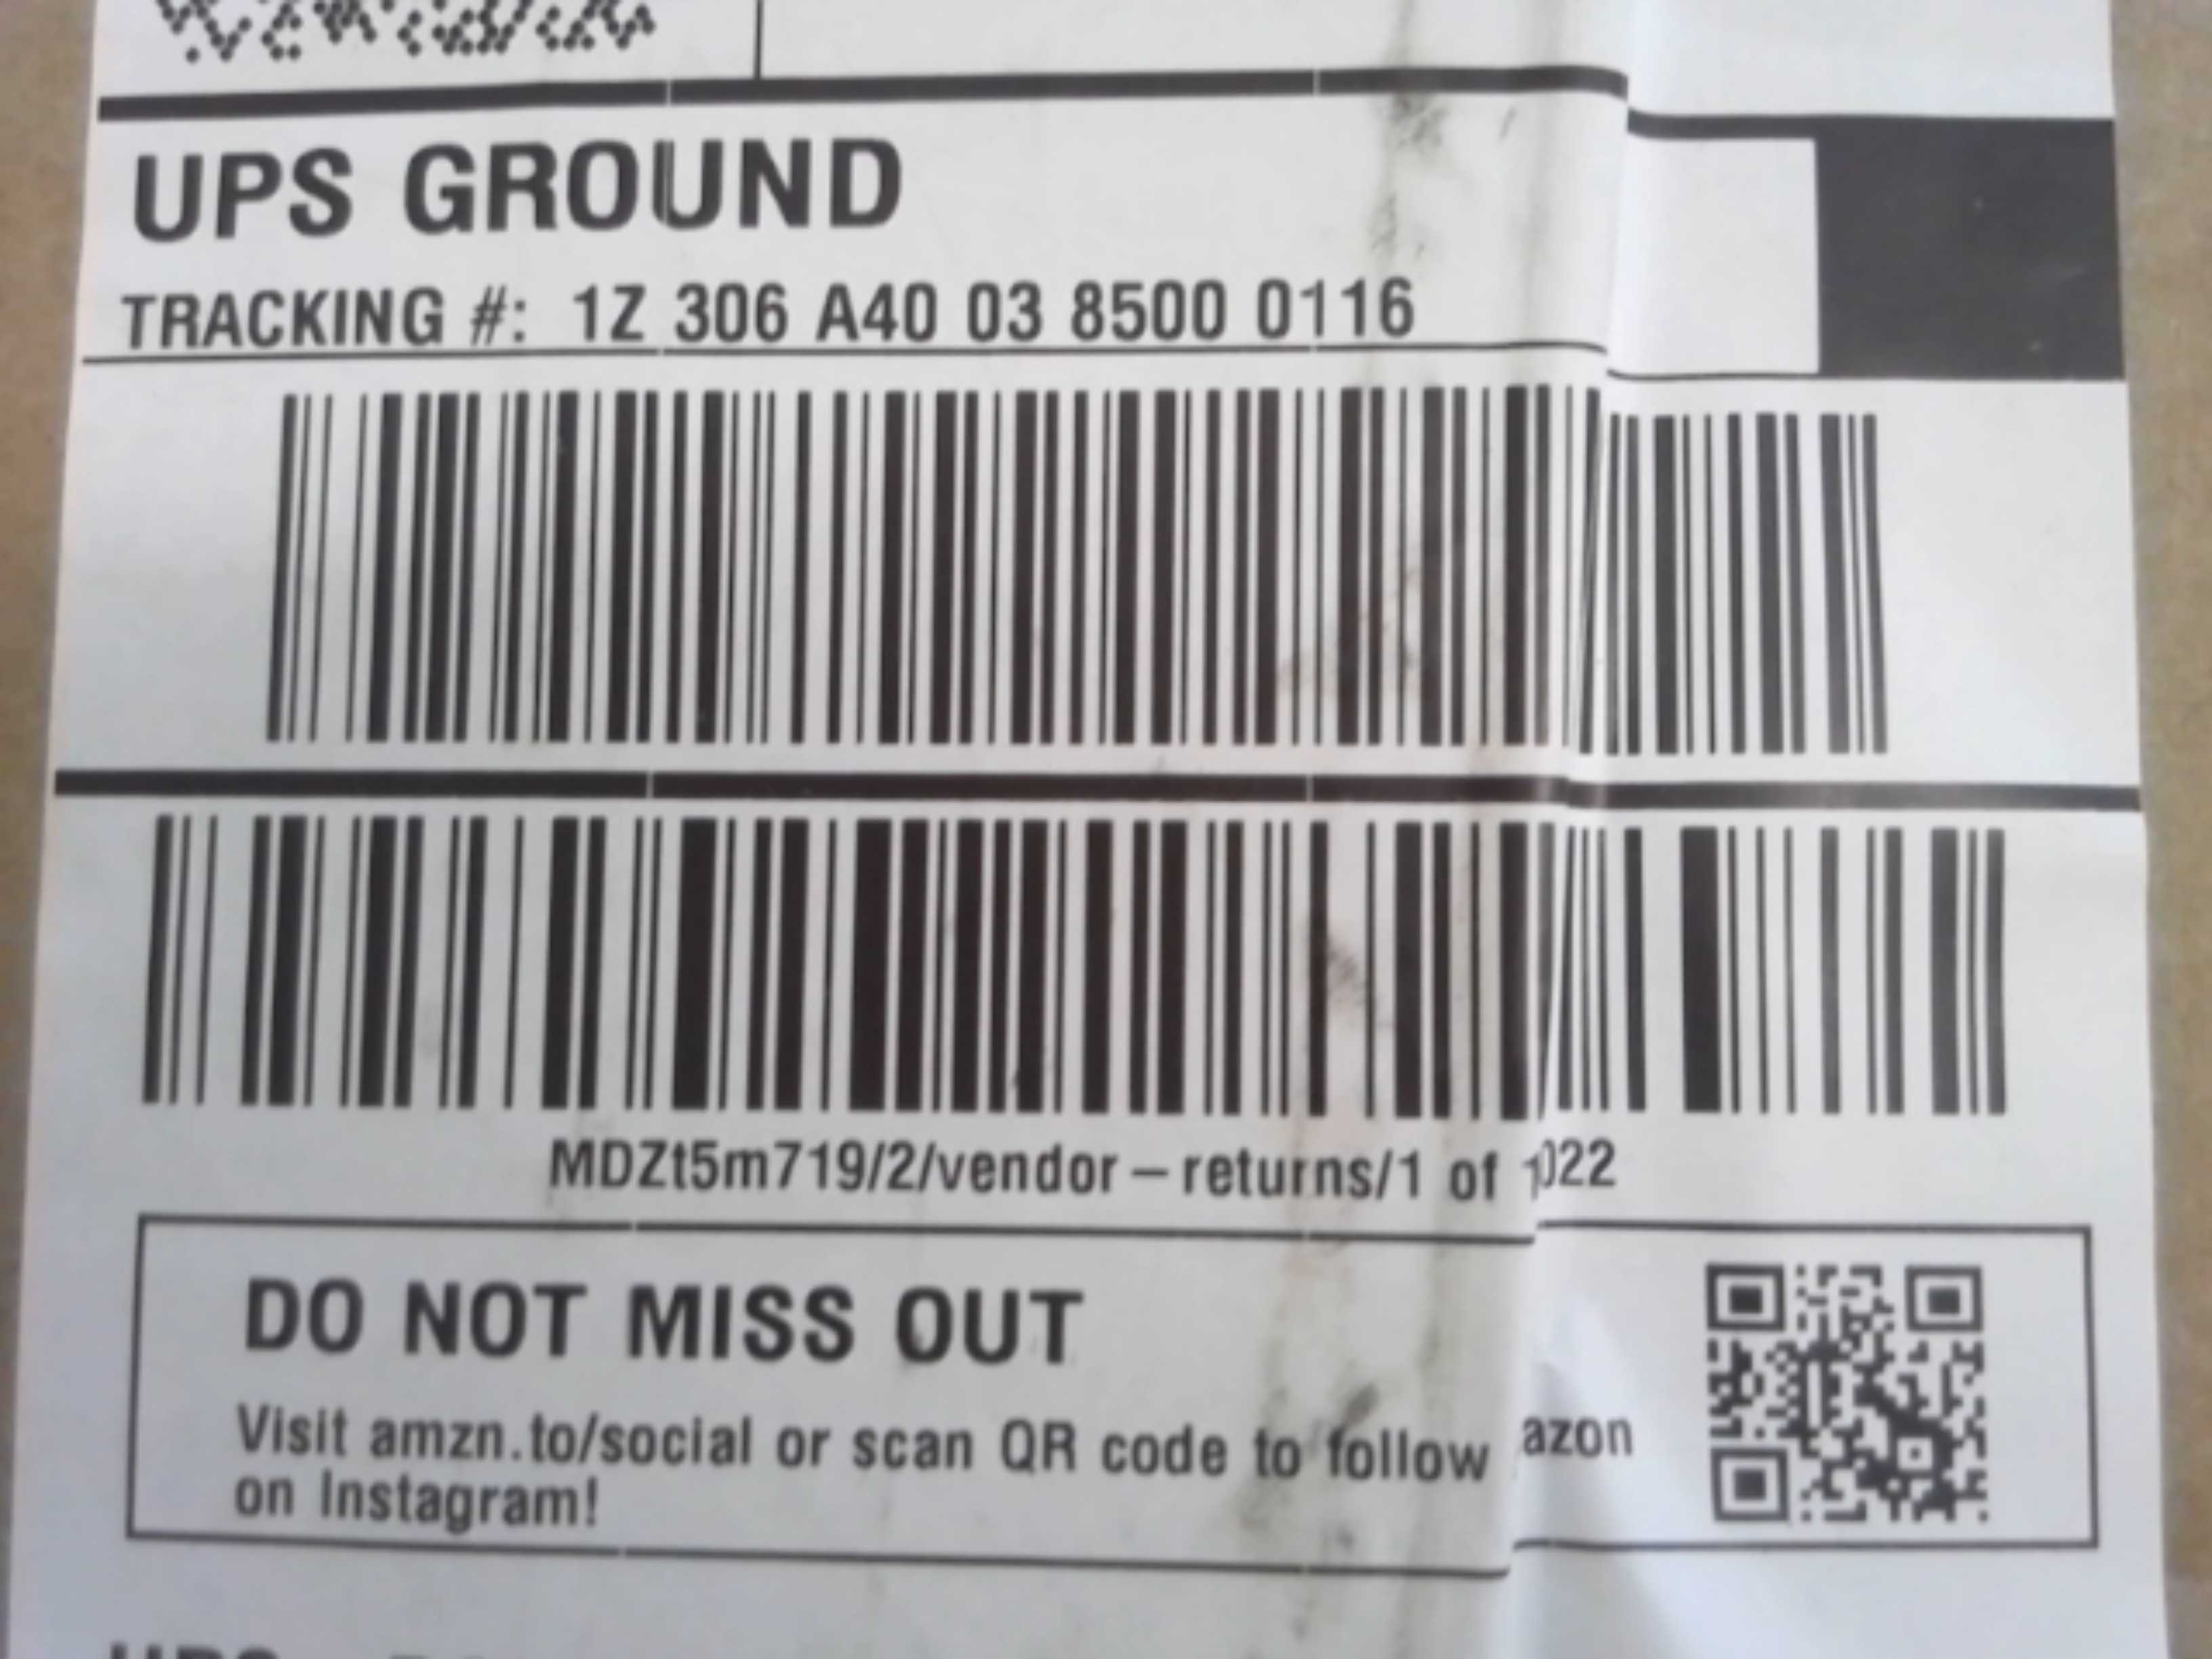 UPS GROUND
TRACKING #: 1Z 306 A40 03 8500 0116
MDZt5m719/2/vendor – returns/1 of
DO NOT MISS OUT
Visit amzn.to/social or scan QR code to follow
on Instagram!